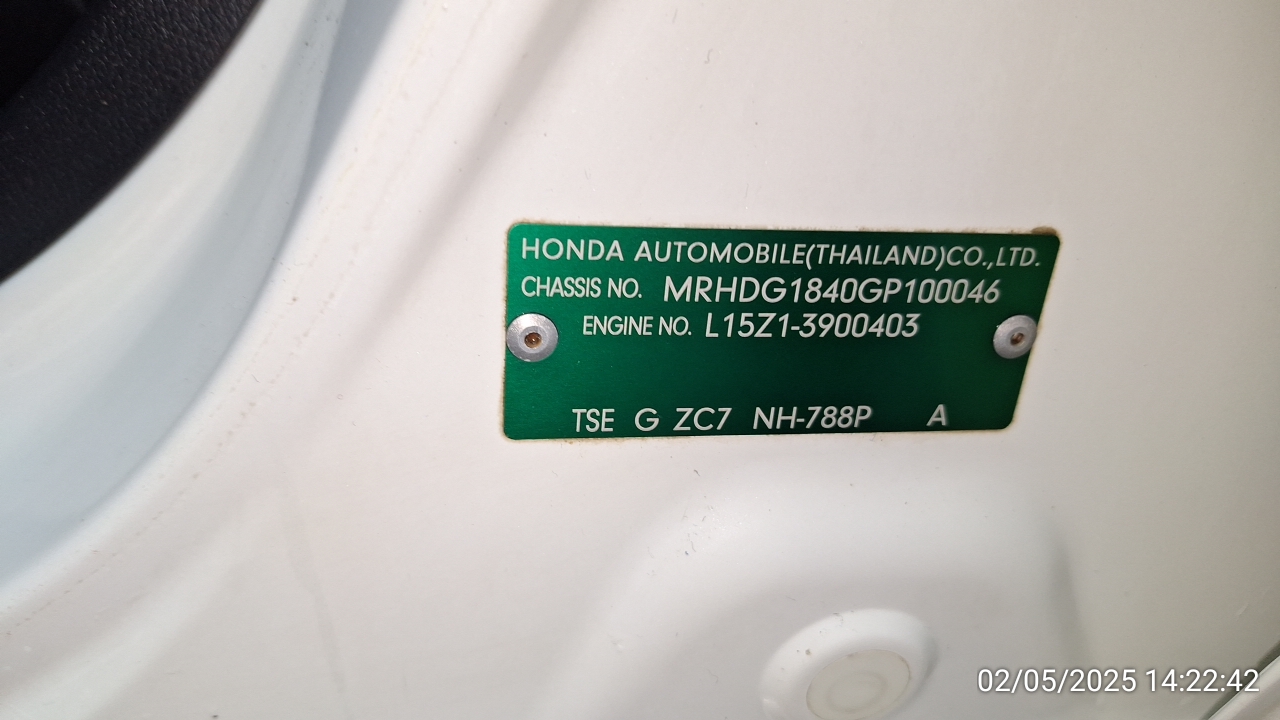 HONDA AUTOMOBILE(THAILAND)CO.,LTD.
CHASSIS NO. MRHDG1840GP100046
ENGINE NO. L15Z1-3900403
TSE G ZC7 NH-788P A
02/05/2025 14:22:42